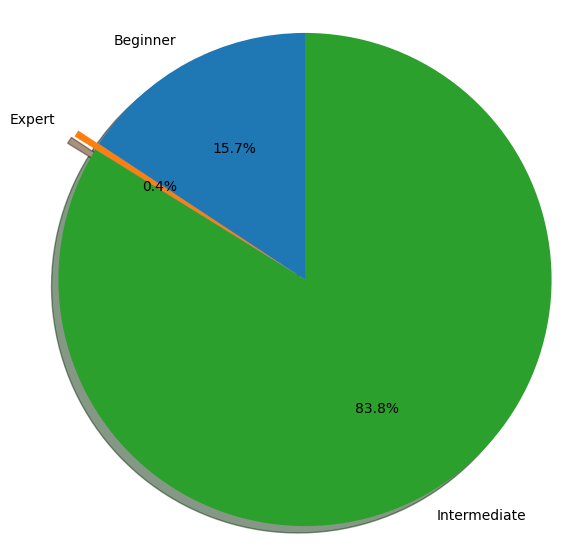 Beginner
Expert
15.7%
0.4%
83.8%
Intermediate